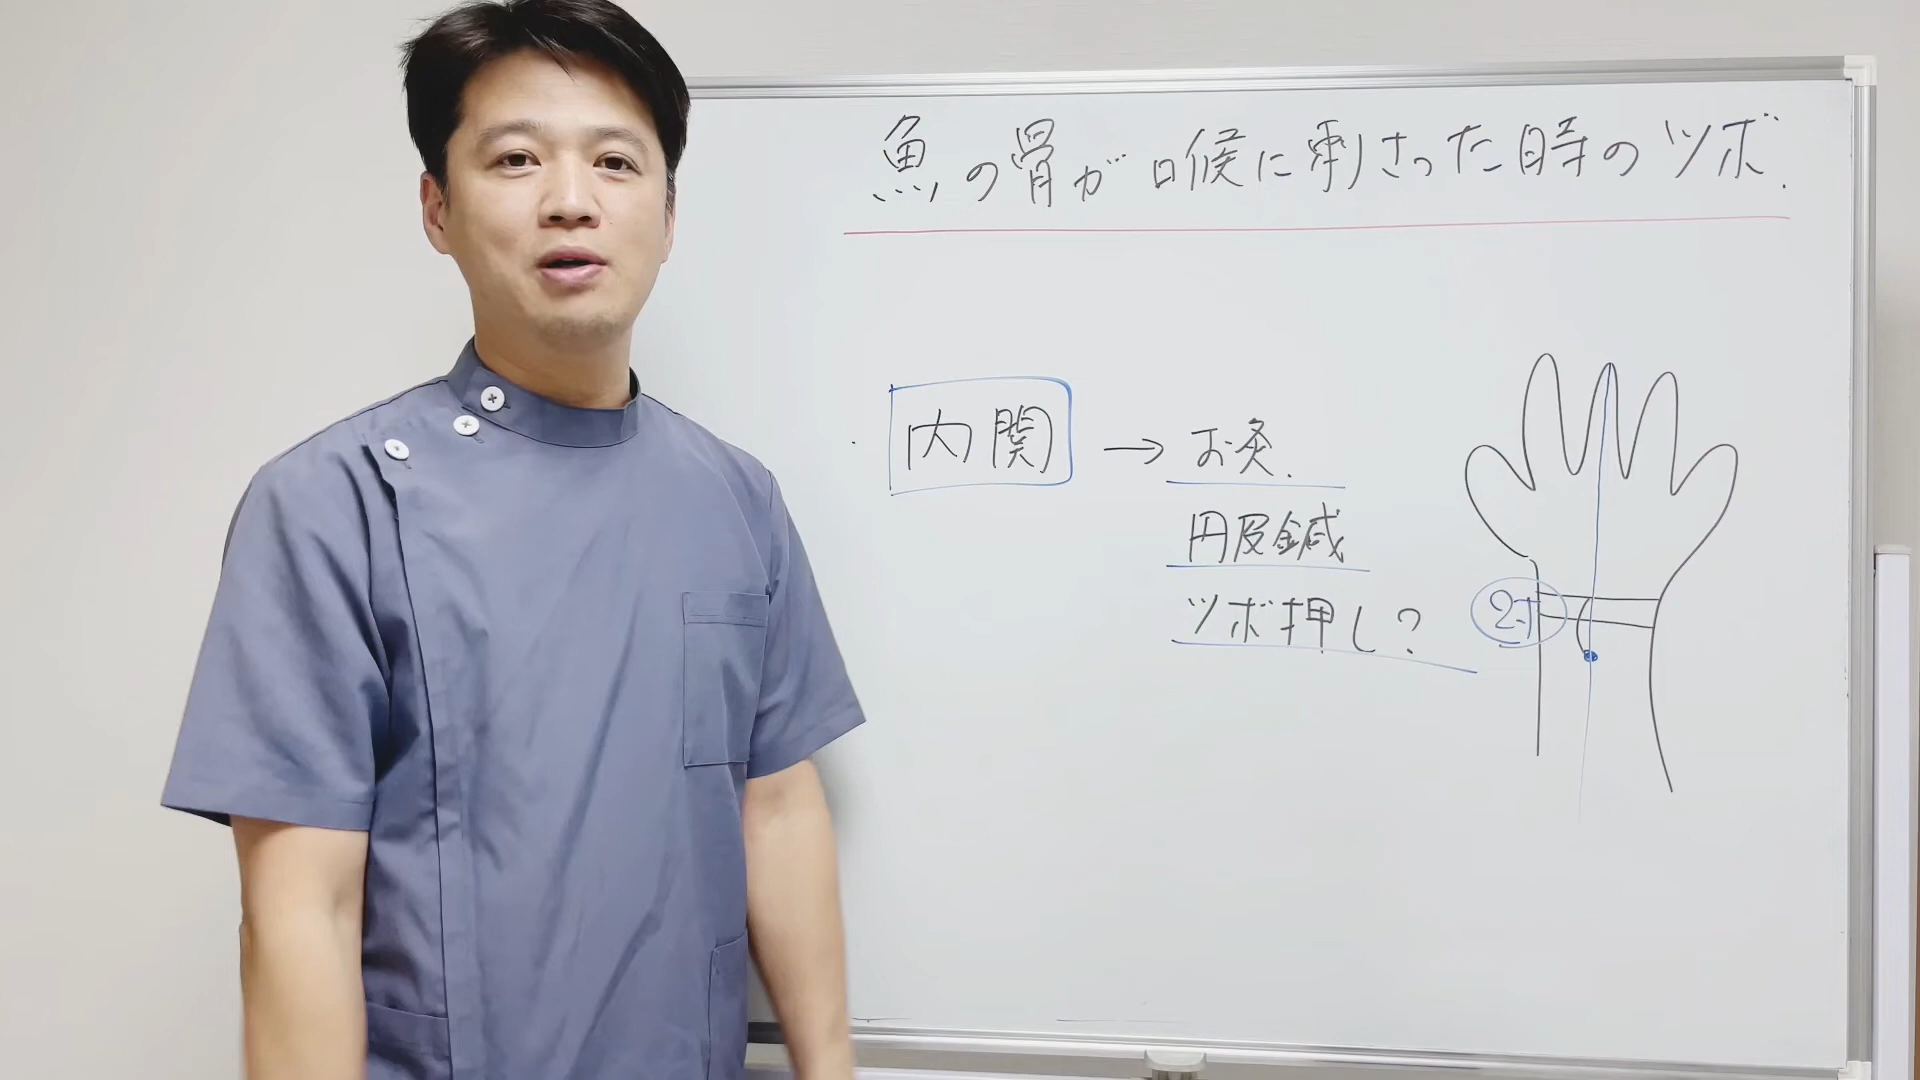 魚の骨が喉に刺さった時のツボ.
内関 → お灸.
円皮鍼
ツボ押し?
2寸